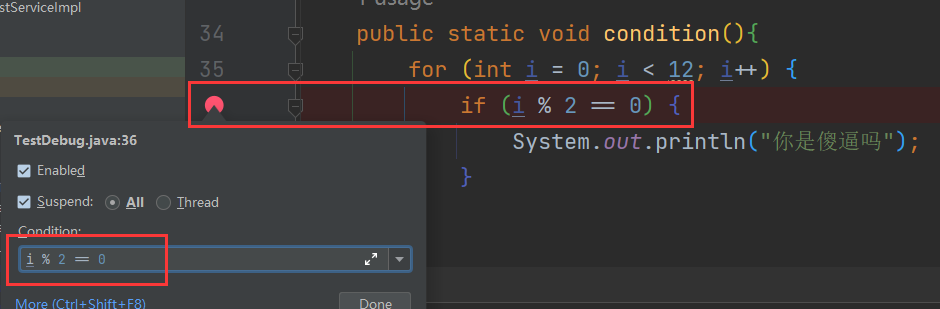 stServiceImpl
usage
34 public static void condition(){
35 for (int i = 0; i < 12; i++) {
if (i % 2 == 0) {
System.out.println("你是傻逼吗");
}
TestDebug.java:36
Enabled
Suspend: All Thread
Condition:
i % 2 == 0
More (Ctrl+Shift+F8)
Done